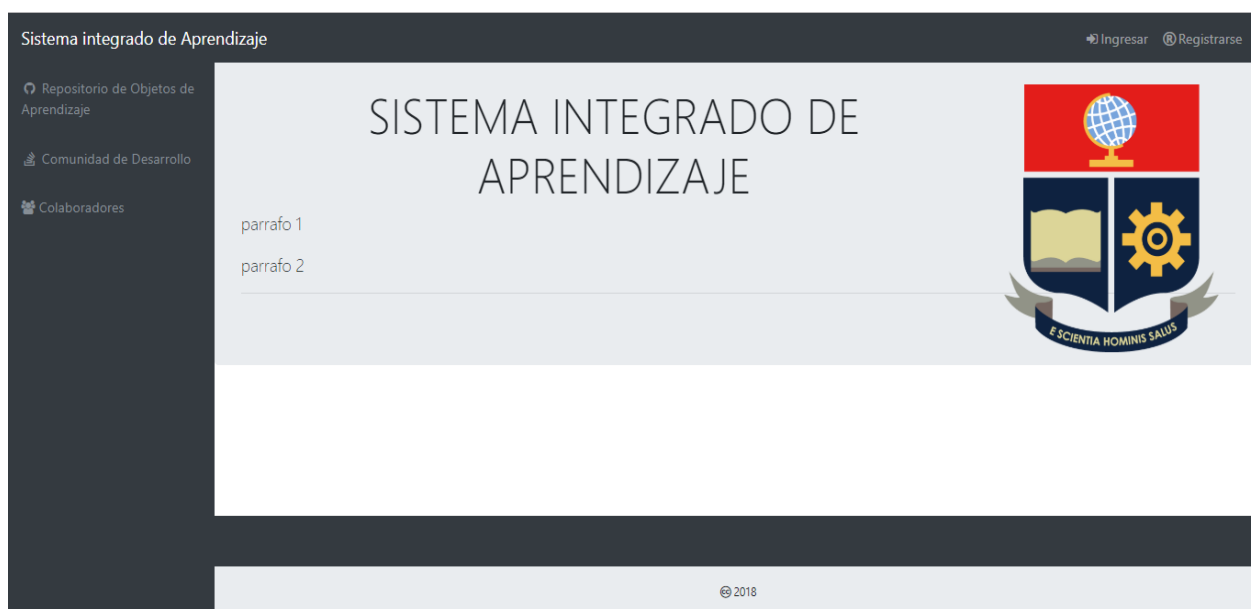 Sistema integrado de Aprendizaje
Ingresar
Registrarse
Repositorio de Objetos de
Aprendizaje
Comunidad de Desarrollo
Colaboradores
SISTEMA INTEGRADO DE
APRENDIZAJE
parrafo 1
parrafo 2
E SCIENTIA HOMINIS SALUS
2018